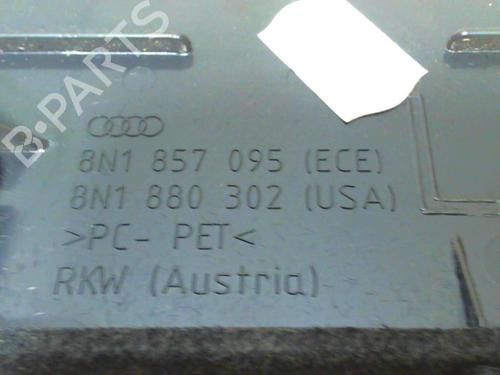 B-PARTS
8N1 857 095 (ECE)
8N1 880 302 (USA)
>PC- PET<
RKW (Austria)